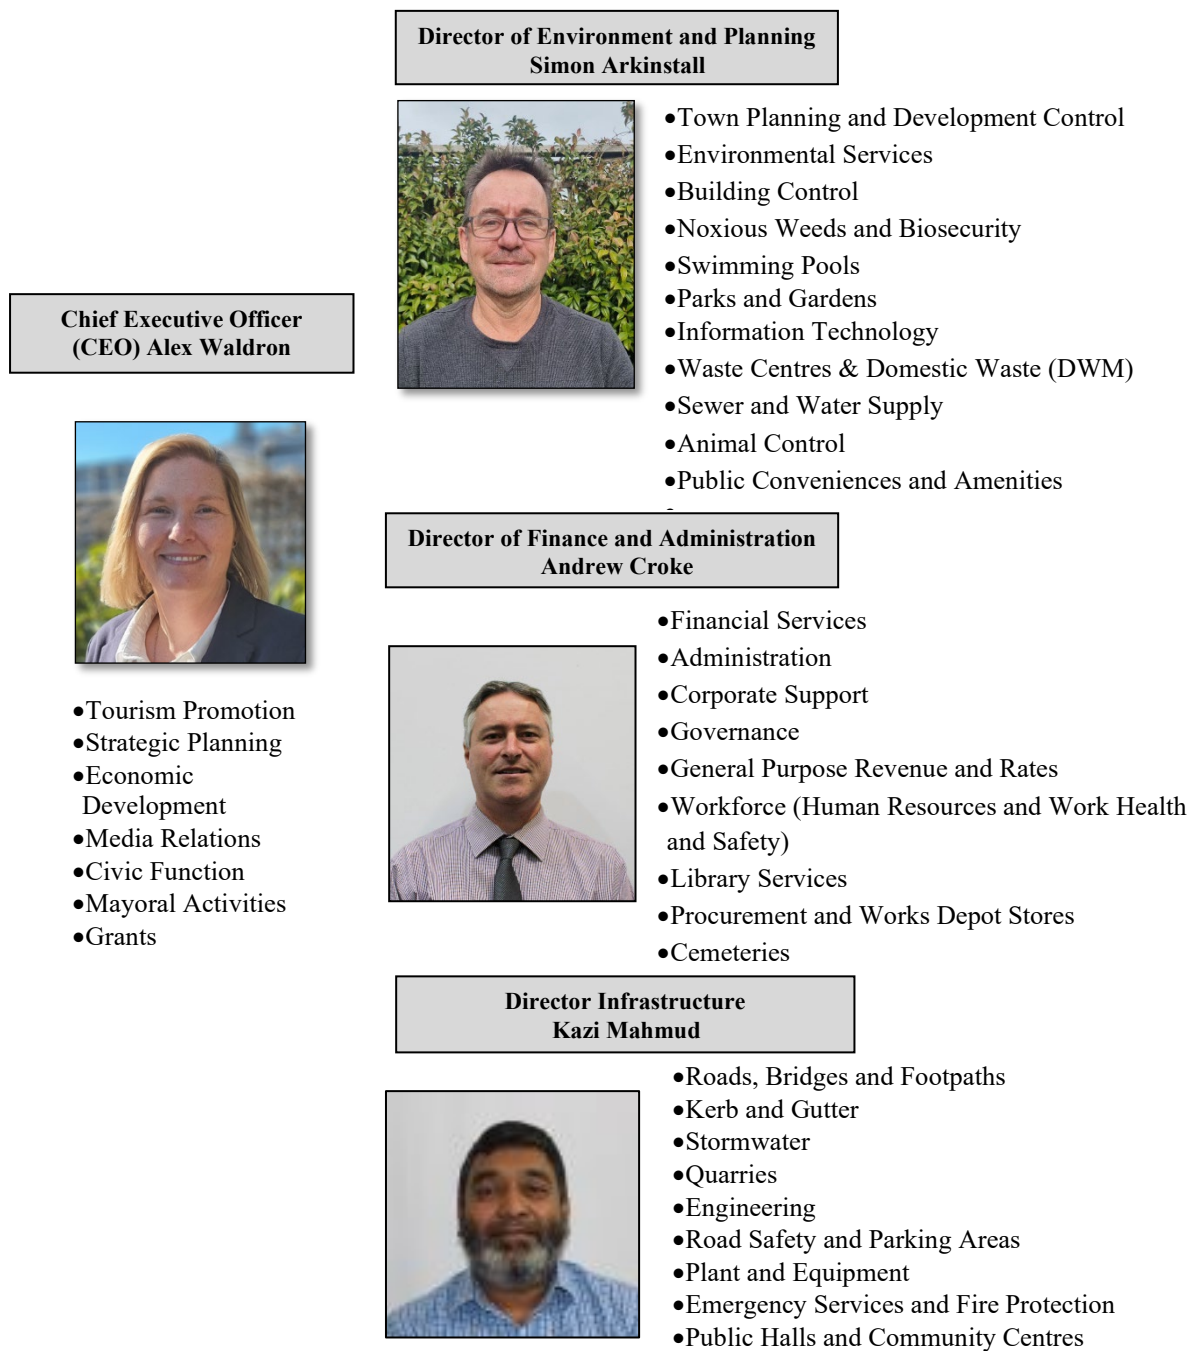 Director of Environment and Planning
Simon Arkinstall
•Town Planning and Development Control
•Environmental Services
•Building Control
•Noxious Weeds and Biosecurity
•Swimming Pools
•Parks and Gardens
•Information Technology
•Waste Centres & Domestic Waste (DWM)
•Sewer and Water Supply
•Animal Control
•Public Conveniences and Amenities
Chief Executive Officer
(CEO) Alex Waldron
•Tourism Promotion
•Strategic Planning
•Economic
Development
•Media Relations
•Civic Function
•Mayoral Activities
•Grants
Director of Finance and Administration
Andrew Croke
•Financial Services
•Administration
•Corporate Support
•Governance
•General Purpose Revenue and Rates
•Workforce (Human Resources and Work Health
and Safety)
•Library Services
•Procurement and Works Depot Stores
•Cemeteries
Director Infrastructure
Kazi Mahmud
•Roads, Bridges and Footpaths
•Kerb and Gutter
•Stormwater
•Quarries
•Engineering
•Road Safety and Parking Areas
•Plant and Equipment
•Emergency Services and Fire Protection
•Public Halls and Community Centres